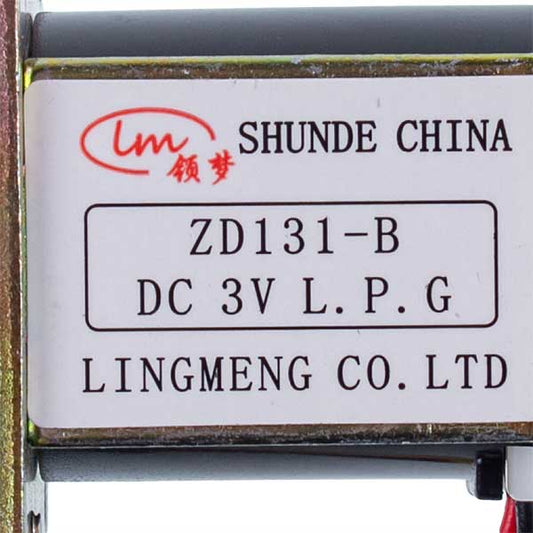 lm 领梦 SHUNDE CHINA
ZD131-B
DC 3V L.P.G
LINGMENG CO.LTD